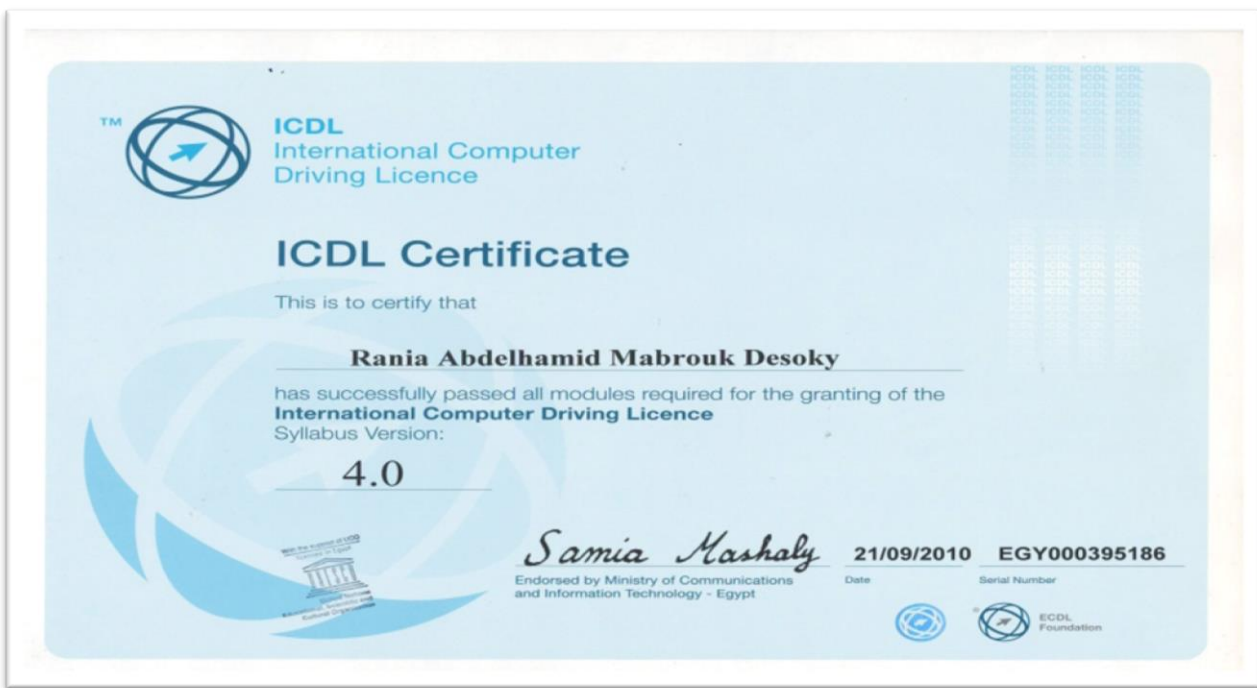 TM
ICDL
International Computer
Driving Licence
ICDL Certificate
This is to certify that
Rania Abdelhamid Mabrouk Desoky
has successfully passed all modules required for the granting of the
International Computer Driving Licence
Syllabus Version:
4.0
Samia Mashaly
21/09/2010
EGY000395186
Endorsed by Ministry of Communications
and Information Technology - Egypt
Date
Serial Number
ECDL
Foundation